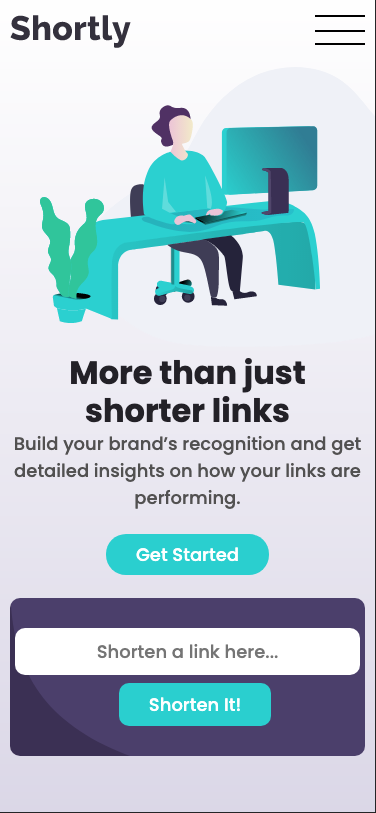 Shortly
More than just
shorter links
Build your brand’s recognition and get
detailed insights on how your links are
performing.
Get Started
Shorten a link here...
Shorten It!